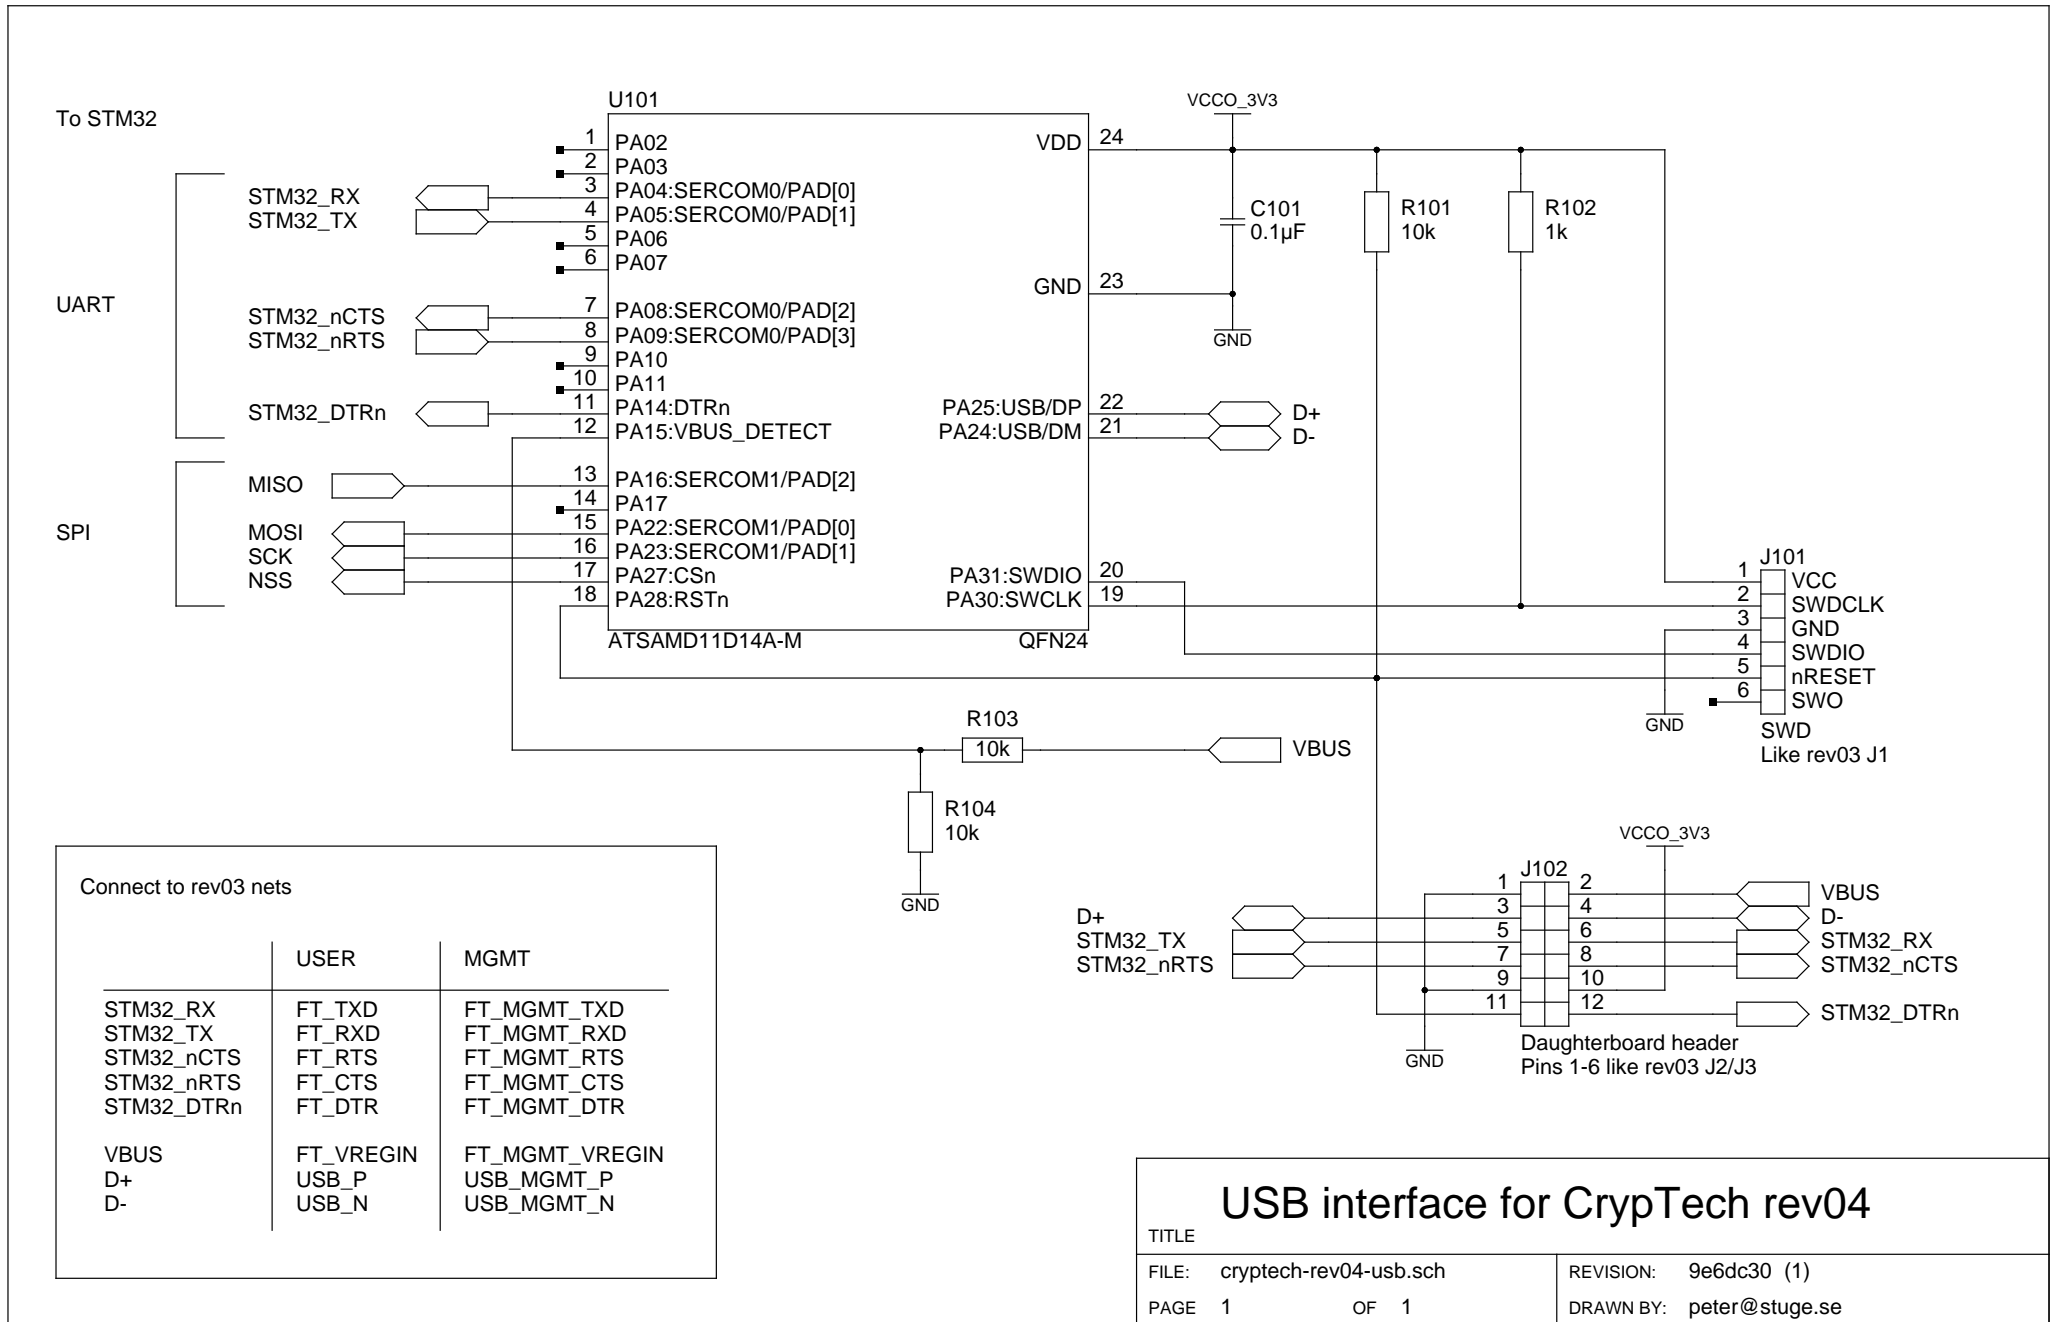 To STM32
UART
SPI
STM32_RX
STM32_TX
STM32_nCTS
STM32_nRTS
STM32_DTRn
MISO
MOSI
SCK
NSS
U101
1 PA02
2 PA03
3 PA04:SERCOM0/PAD[0]
4 PA05:SERCOM0/PAD[1]
5 PA06
6 PA07
7 PA08:SERCOM0/PAD[2]
8 PA09:SERCOM0/PAD[3]
9 PA10
10 PA11
11 PA14:DTRn
12 PA15:VBUS_DETECT
13 PA16:SERCOM1/PAD[2]
14 PA17
15 PA22:SERCOM1/PAD[0]
16 PA23:SERCOM1/PAD[1]
17 PA27:CSn
18 PA28:RSTn
VDD 24
GND 23
PA25:USB/DP 22
PA24:USB/DM 21
PA31:SWDIO 20
PA30:SWCLK 19
ATSAMD11D14A-M QFN24
VCCO_3V3
C101
0.1µF
GND
R101
10k
R102
1k
D+
D-
J101
1 VCC
2 SWDCLK
3 GND
4 SWDIO
5 nRESET
6 SWO
GND
SWD
Like rev03 J1
R103
10k
VBUS
R104
10k
GND
VCCO_3V3
J102
1 2 VBUS
D+ 3 4 D-
STM32_TX 5 6 STM32_RX
STM32_nRTS 7 8 STM32_nCTS
9 10
11 12 STM32_DTRn
GND
Daughterboard header
Pins 1-6 like rev03 J2/J3
Connect to rev03 nets
USER MGMT
STM32_RX FT_TXD FT_MGMT_TXD
STM32_TX FT_RXD FT_MGMT_RXD
STM32_nCTS FT_RTS FT_MGMT_RTS
STM32_nRTS FT_CTS FT_MGMT_CTS
STM32_DTRn FT_DTR FT_MGMT_DTR
VBUS FT_VREGIN FT_MGMT_VREGIN
D+ USB_P USB_MGMT_P
D- USB_N USB_MGMT_N
USB interface for CrypTech rev04
TITLE
FILE: cryptech-rev04-usb.sch REVISION: 9e6dc30 (1)
PAGE 1 OF 1 DRAWN BY: peter@stuge.se